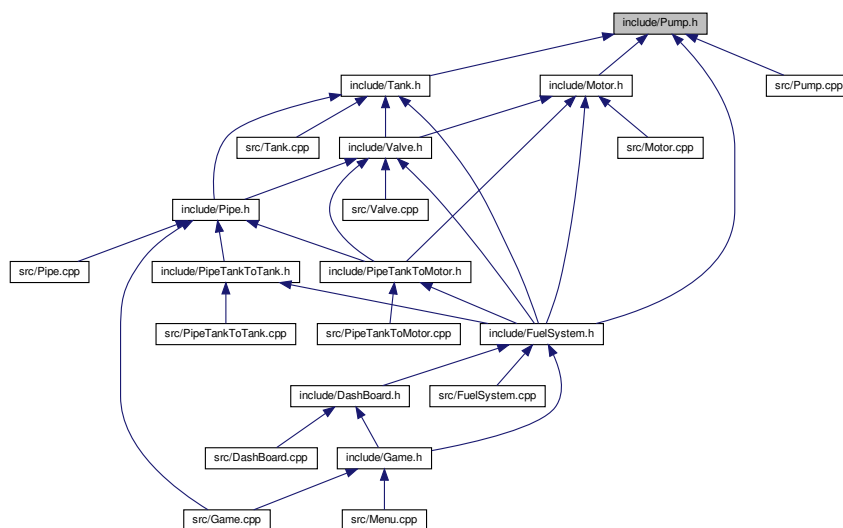 include/Pump.h
include/Tank.h
include/Motor.h
src/Pump.cpp
src/Tank.cpp
include/Valve.h
src/Motor.cpp
include/Pipe.h
src/Valve.cpp
src/Pipe.cpp
include/PipeTankToTank.h
include/PipeTankToMotor.h
src/PipeTankToTank.cpp
src/PipeTankToMotor.cpp
include/FuelSystem.h
include/DashBoard.h
src/FuelSystem.cpp
src/DashBoard.cpp
include/Game.h
src/Game.cpp
src/Menu.cpp